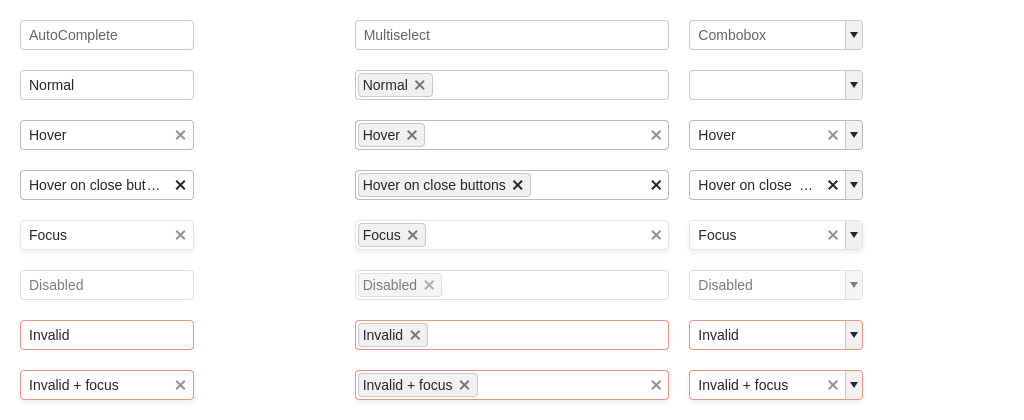 AutoComplete Multiselect Combobox
Normal Normal
Hover Hover Hover
Hover on close but... Hover on close buttons Hover on close ...
Focus Focus Focus
Disabled Disabled Disabled
Invalid Invalid Invalid
Invalid + focus Invalid + focus Invalid + focus